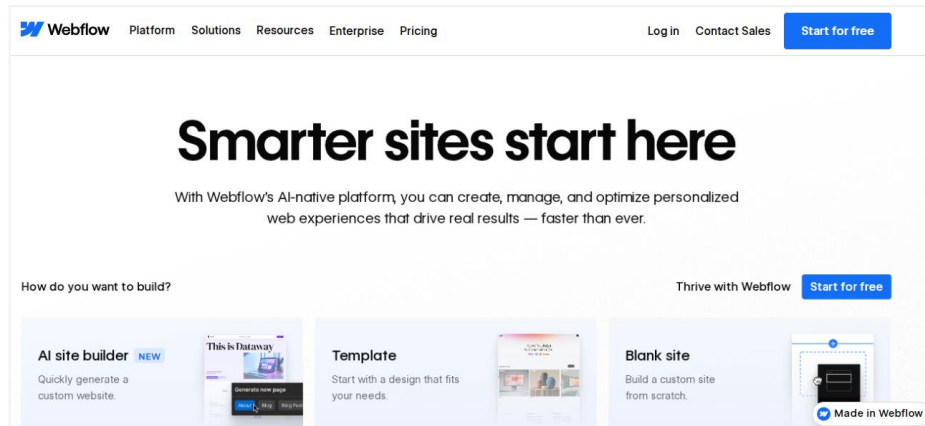 Webflow Platform Solutions Resources Enterprise Pricing Log in Contact Sales Start for free
Smarter sites start here
With Webflow's AI-native platform, you can create, manage, and optimize personalized
web experiences that drive real results — faster than ever.
How do you want to build? Thrive with Webflow Start for free
AI site builder NEW
Quickly generate a
custom website.
This is Dataway
Generate new page
About Blog Blog Post
Template
Start with a design that fits
your needs.
Blank site
Build a custom site
from scratch.
Made in Webflow